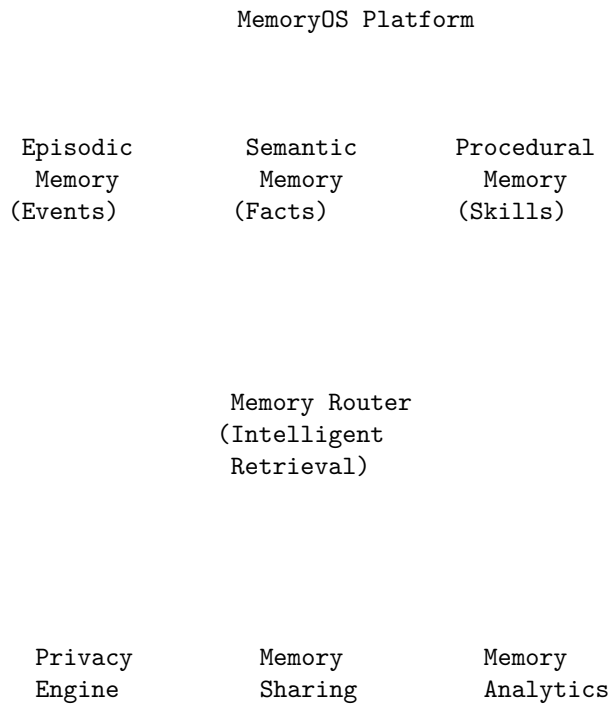 MemoryOS Platform
Episodic Semantic Procedural
Memory Memory Memory
(Events) (Facts) (Skills)
Memory Router
(Intelligent
Retrieval)
Privacy Memory Memory
Engine Sharing Analytics